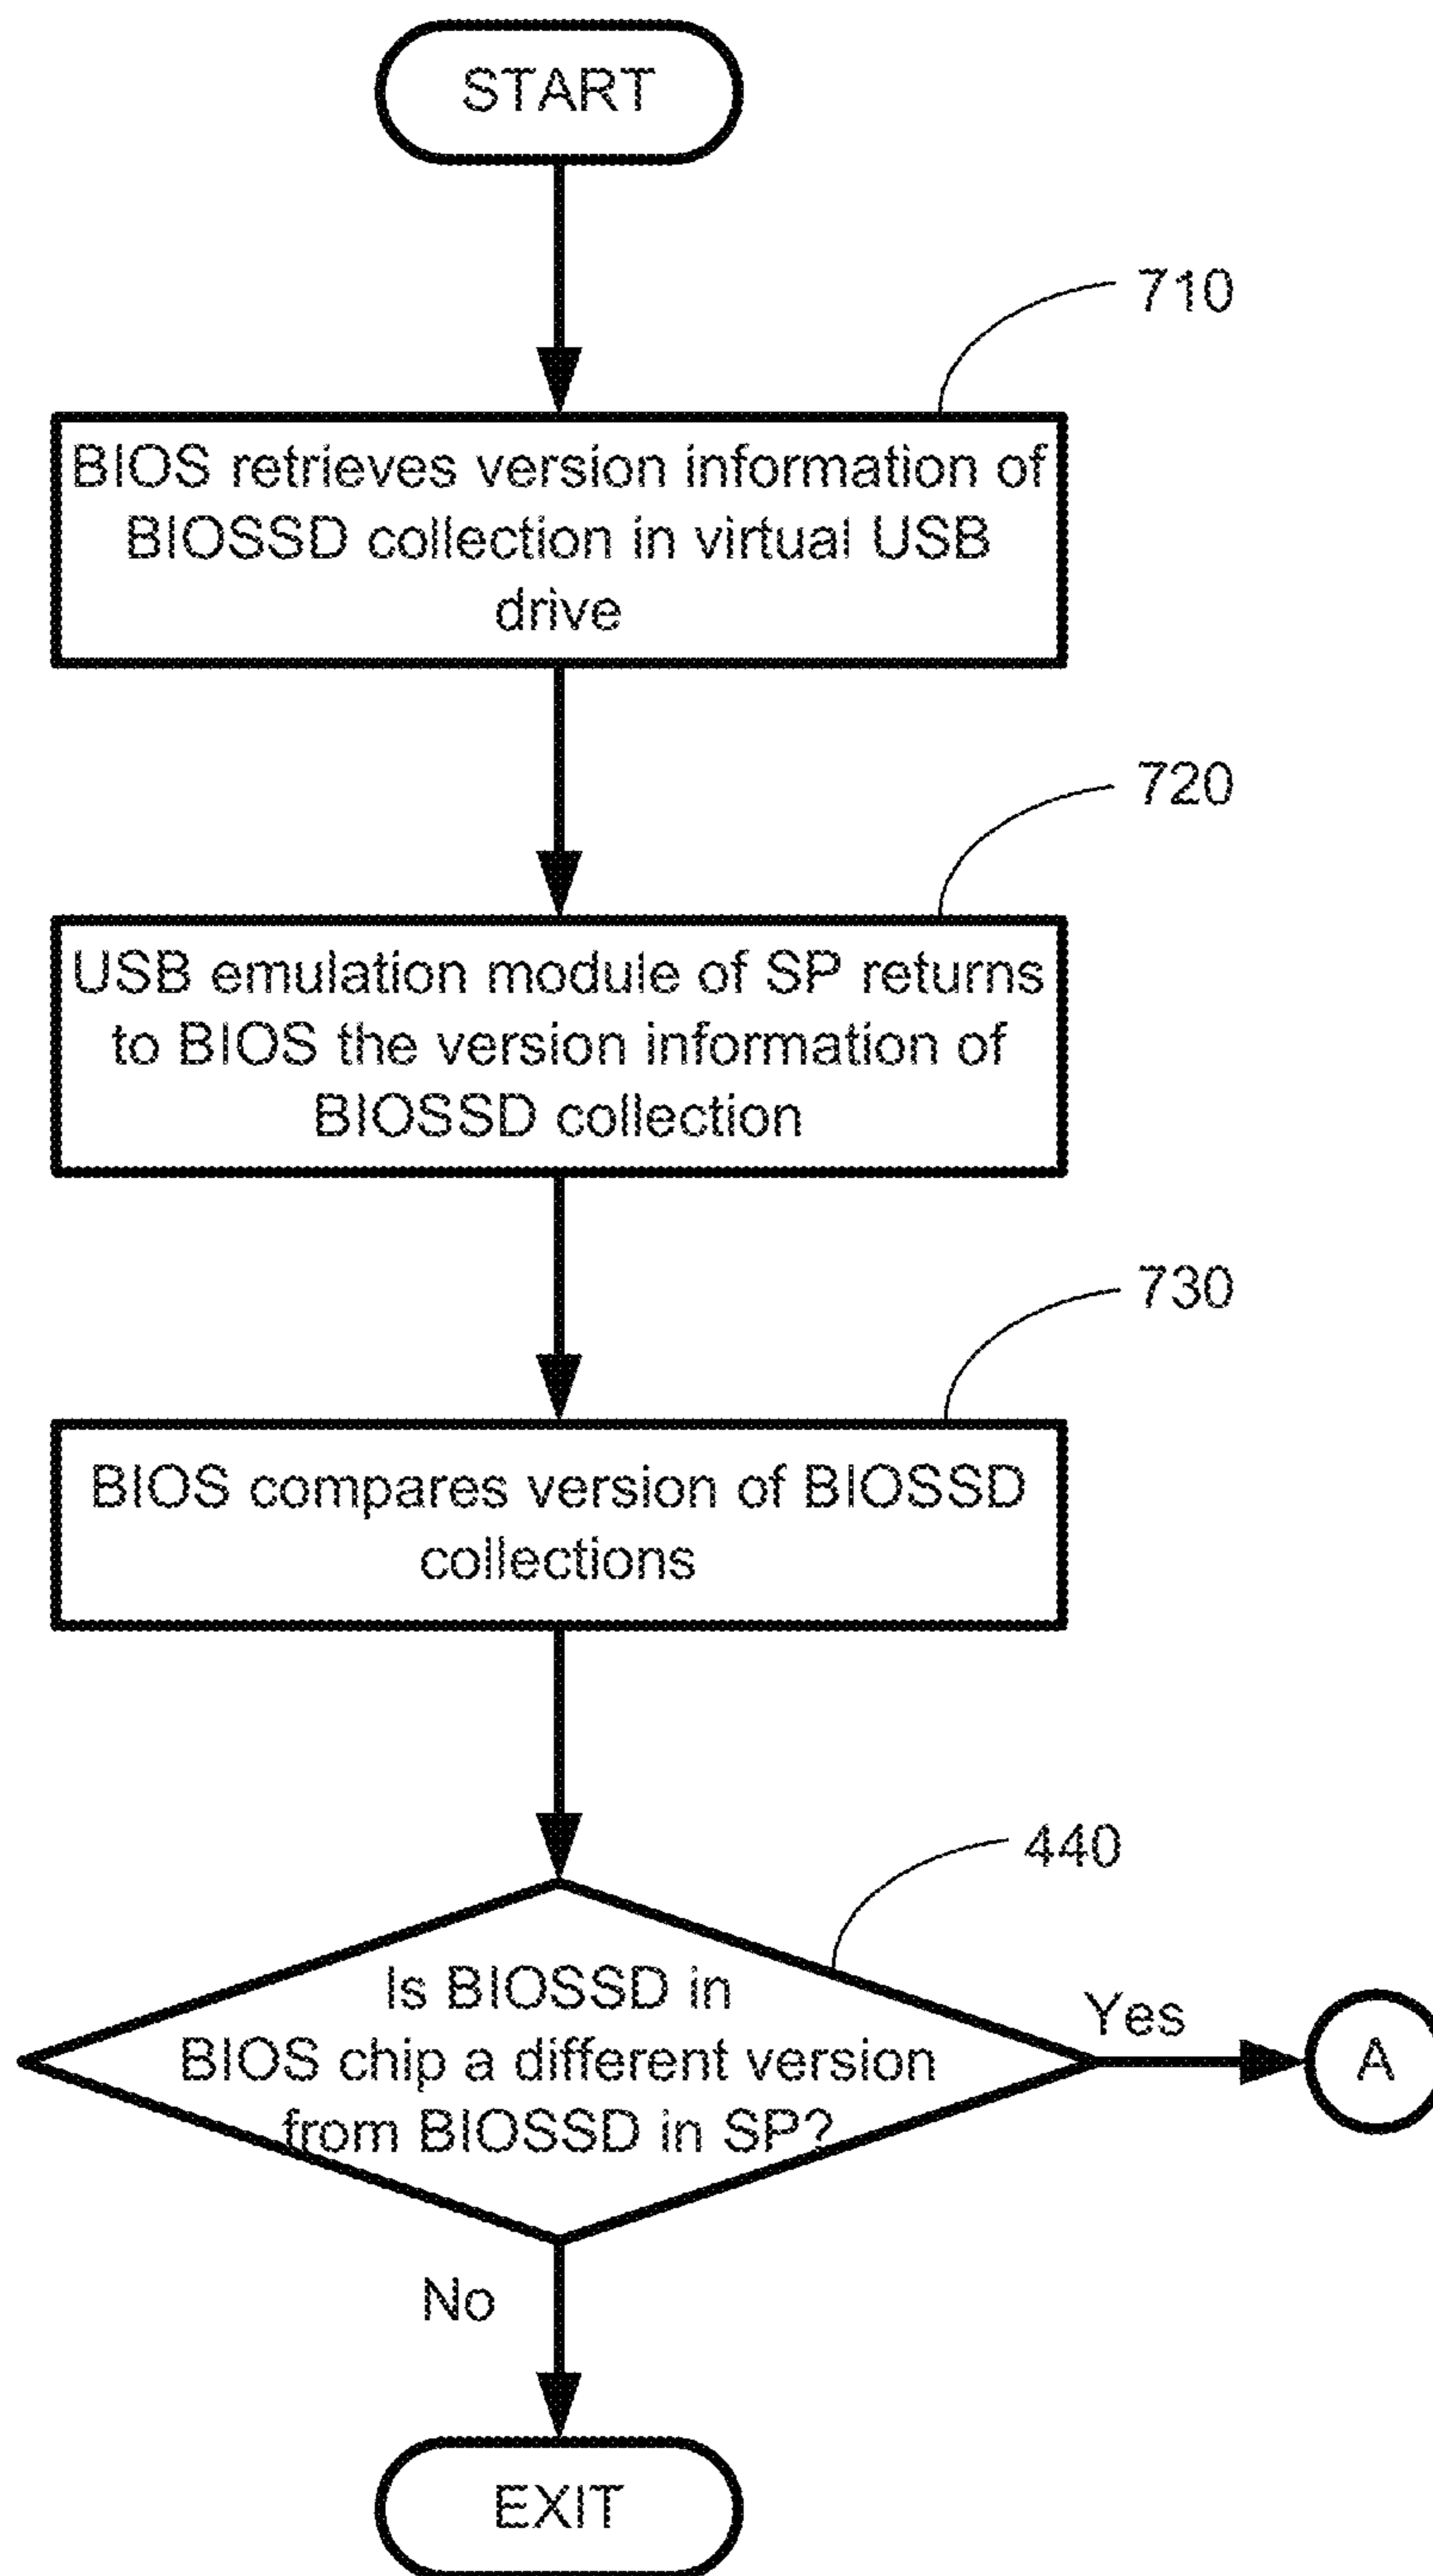 START
710
BIOS retrieves version information of
BIOSSD collection in virtual USB
drive
720
USB emulation module of SP returns
to BIOS the version information of
BIOSSD collection
730
BIOS compares version of BIOSSD
collections
440
Is BIOSSD in
BIOS chip a different version
from BIOSSD in SP?
Yes
A
No
EXIT